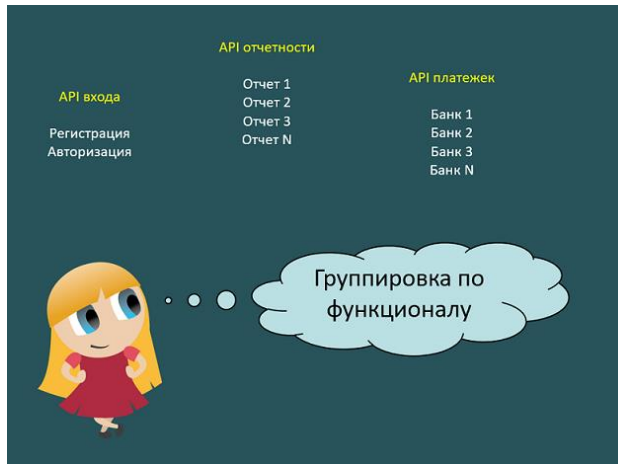 API входа
Регистрация
Авторизация
API отчетности
Отчет 1
Отчет 2
Отчет 3
Отчет N
API платежек
Банк 1
Банк 2
Банк 3
Банк N
Группировка по
функционалу